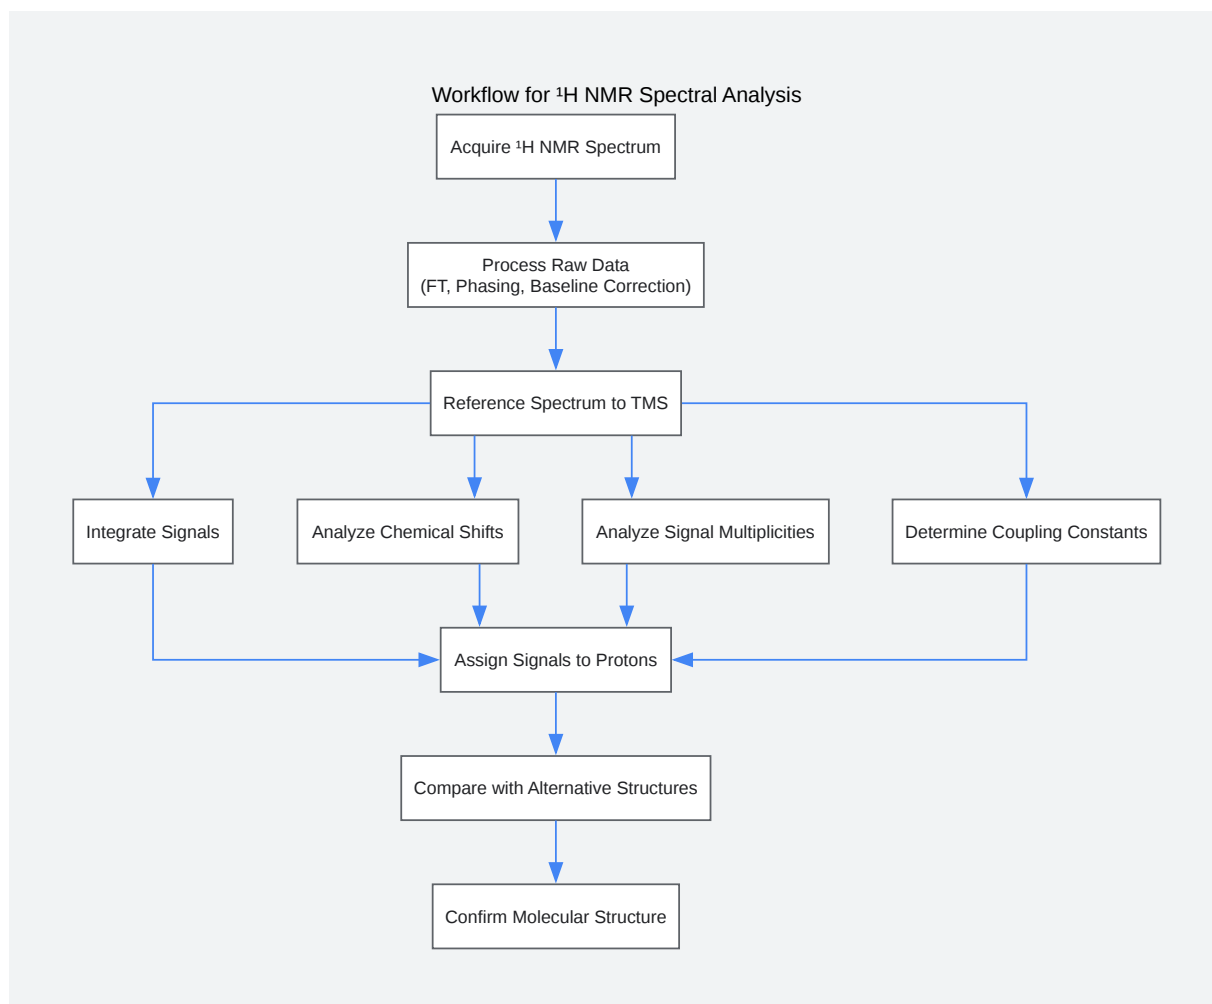 Workflow for ¹H NMR Spectral Analysis
Acquire ¹H NMR Spectrum
Process Raw Data
(FT, Phasing, Baseline Correction)
Reference Spectrum to TMS
Integrate Signals
Analyze Chemical Shifts
Analyze Signal Multiplicities
Determine Coupling Constants
Assign Signals to Protons
Compare with Alternative Structures
Confirm Molecular Structure